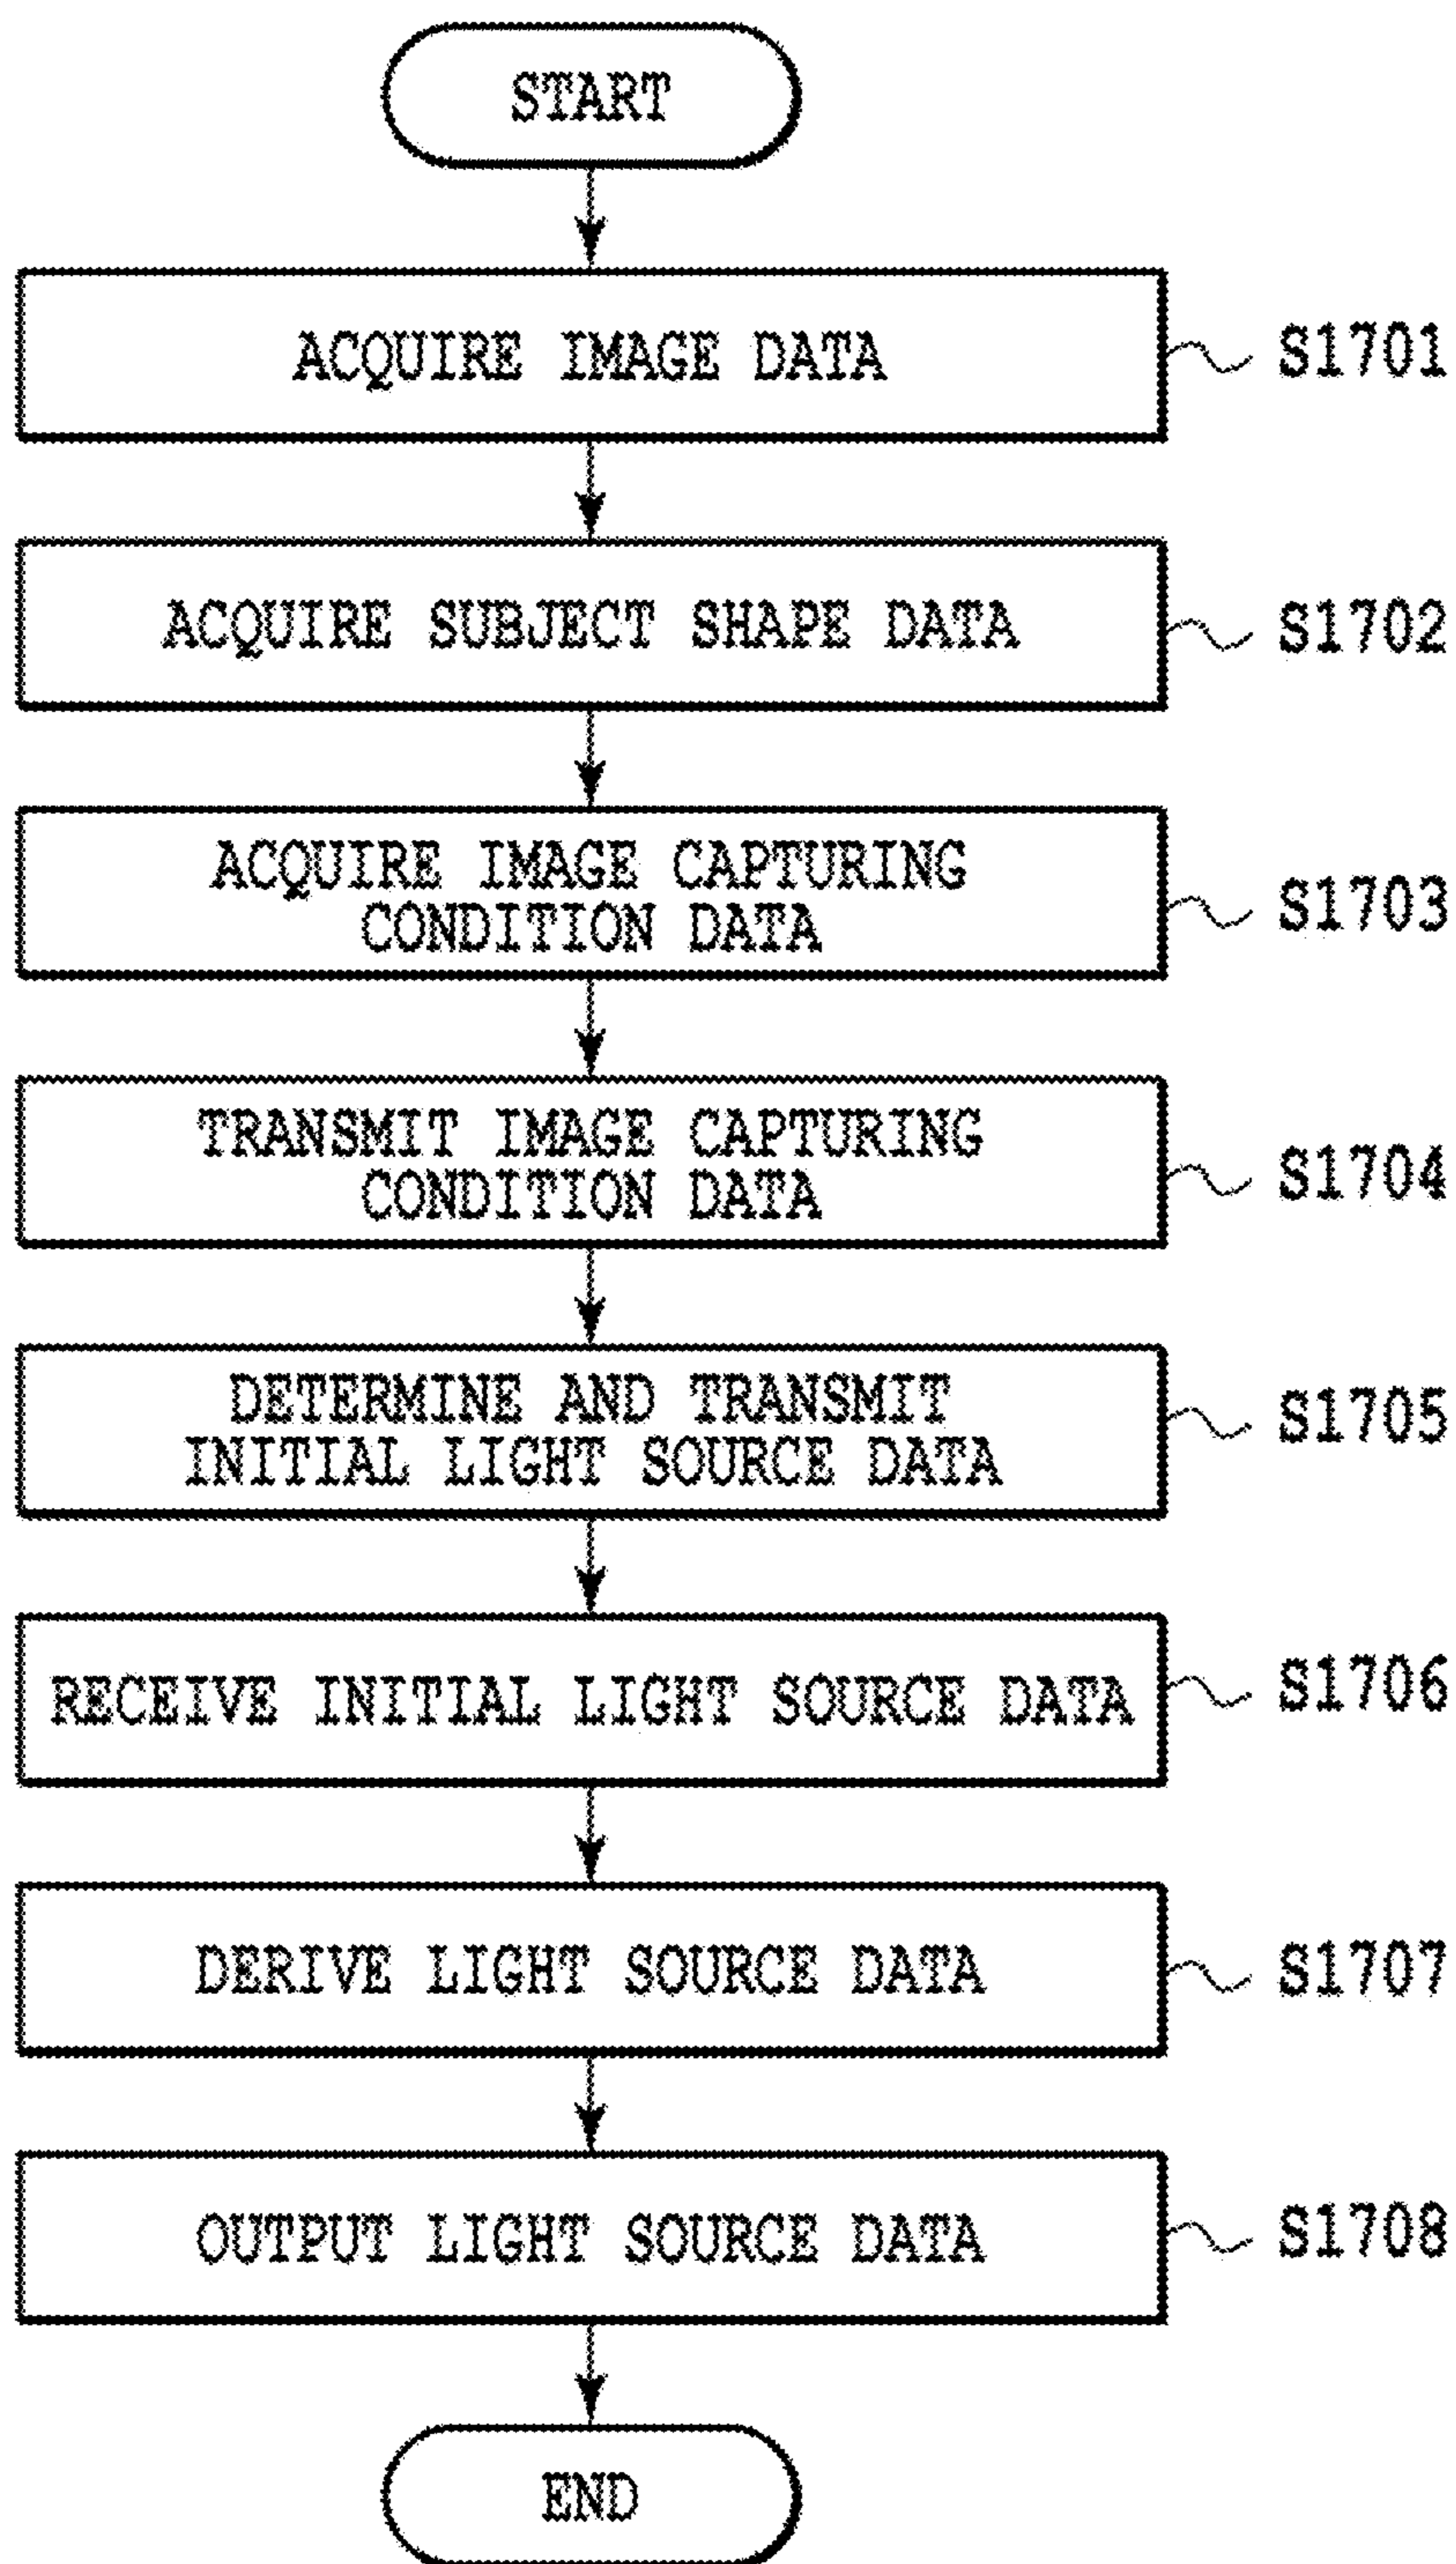 START
ACQUIRE IMAGE DATA
S1701
ACQUIRE SUBJECT SHAPE DATA
S1702
ACQUIRE IMAGE CAPTURING
CONDITION DATA
S1703
TRANSMIT IMAGE CAPTURING
CONDITION DATA
S1704
DETERMINE AND TRANSMIT
INITIAL LIGHT SOURCE DATA
S1705
RECEIVE INITIAL LIGHT SOURCE DATA
S1706
DERIVE LIGHT SOURCE DATA
S1707
OUTPUT LIGHT SOURCE DATA
S1708
END